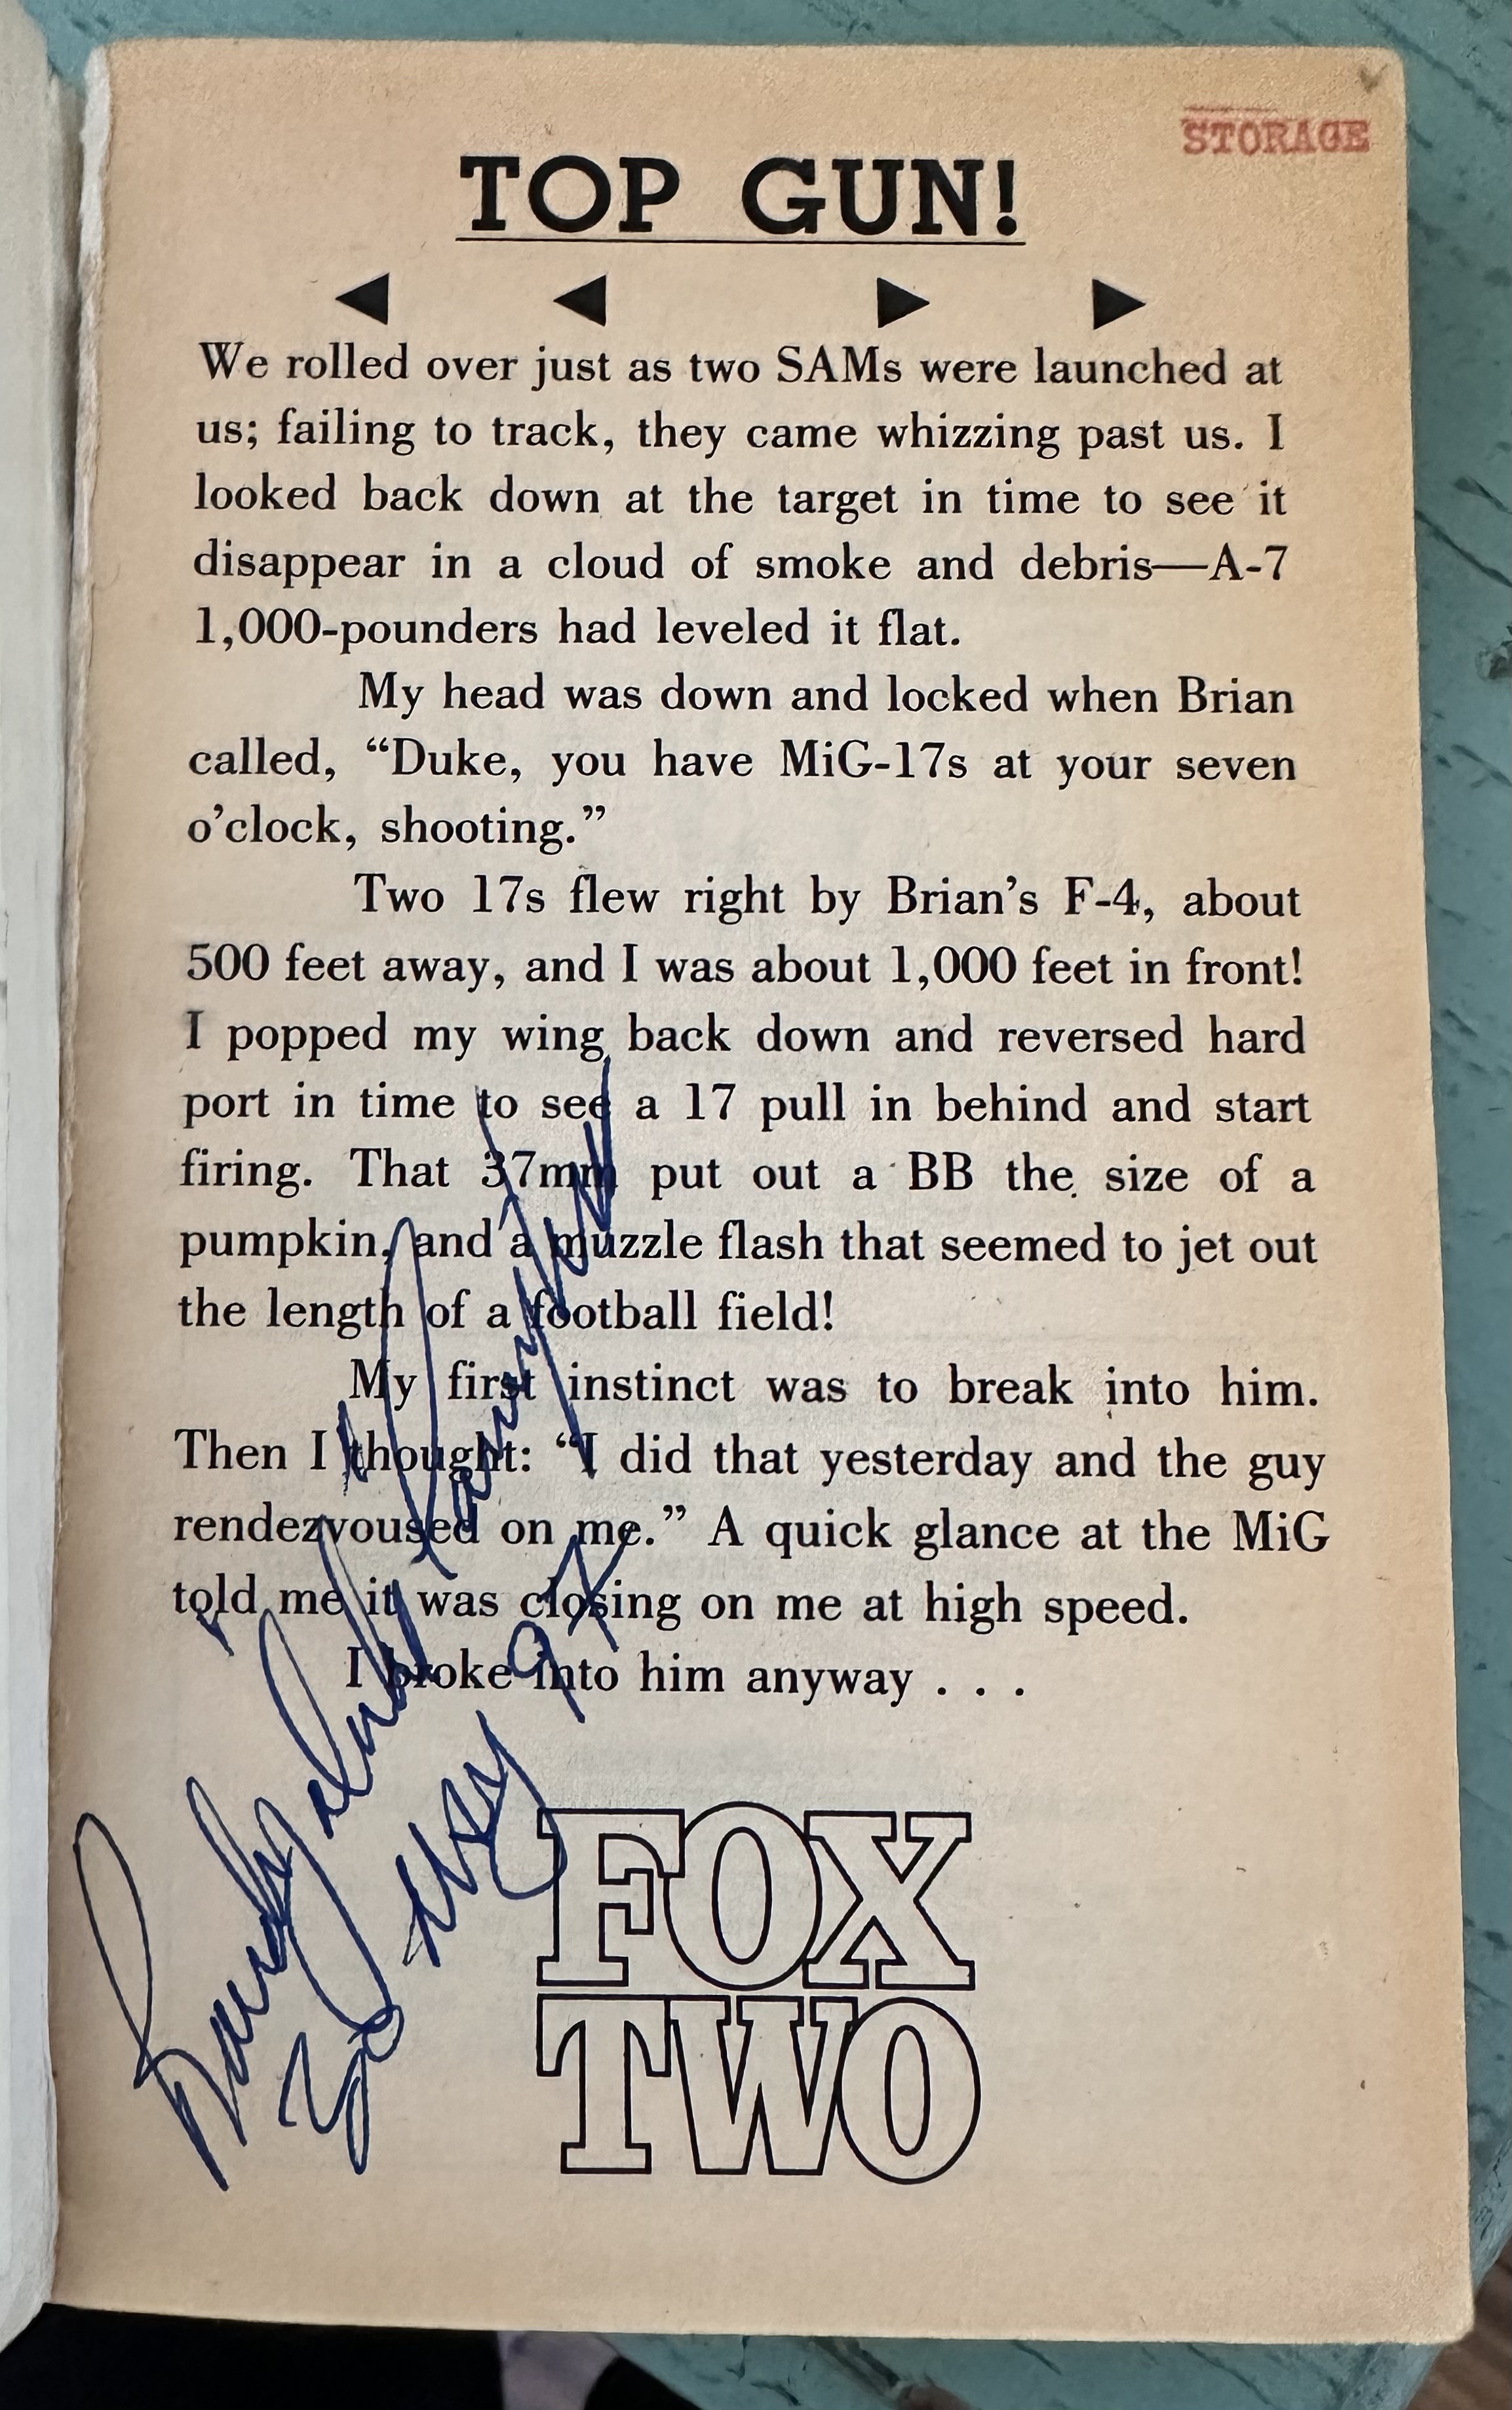 STORAGE
TOP GUN!
We rolled over just as two SAMs were launched at
us; failing to track, they came whizzing past us. I
looked back down at the target in time to see it
disappear in a cloud of smoke and debris—A-7
1,000-pounders had leveled it flat.
My head was down and locked when Brian
called, “Duke, you have MiG-17s at your seven
o’clock, shooting.”
Two 17s flew right by Brian’s F-4, about
500 feet away, and I was about 1,000 feet in front!
I popped my wing back down and reversed hard
port in time to see a 17 pull in behind and start
firing. That 37mm put out a BB the size of a
pumpkin, and a muzzle flash that seemed to jet out
the length of a football field!
My first instinct was to break into him.
Then I thought: “I did that yesterday and the guy
rendezvoused on me.” A quick glance at the MiG
told me it was closing on me at high speed.
I broke into him anyway . . .
FOX
TWO